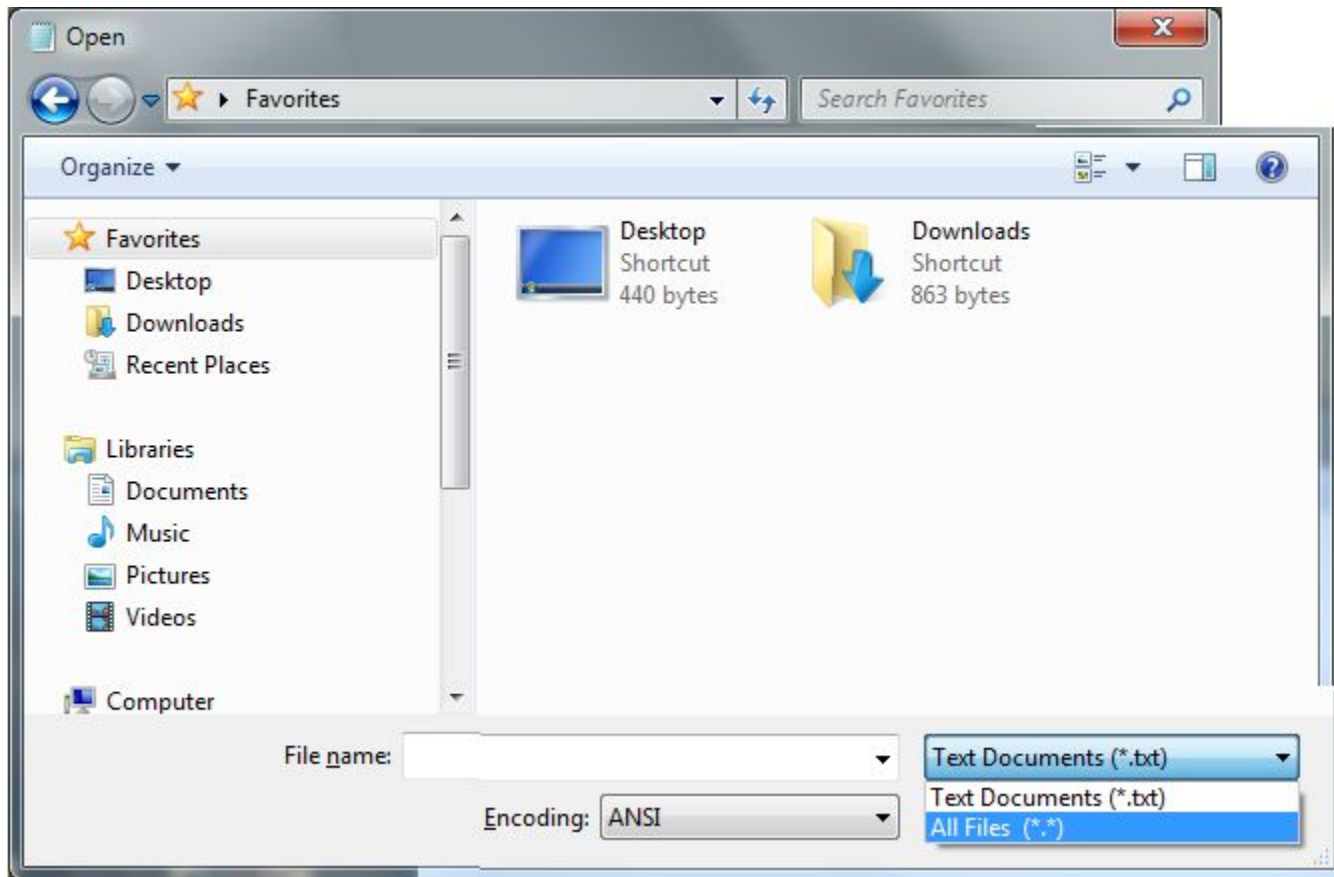 Open
Favorites
Search Favorites
Organize
Favorites
Desktop
Downloads
Recent Places
Libraries
Documents
Music
Pictures
Videos
Computer
Desktop
Shortcut
440 bytes
Downloads
Shortcut
863 bytes
File name:
Text Documents (*.txt)
Text Documents (*.txt)
All Files (*.*)
Encoding: ANSI